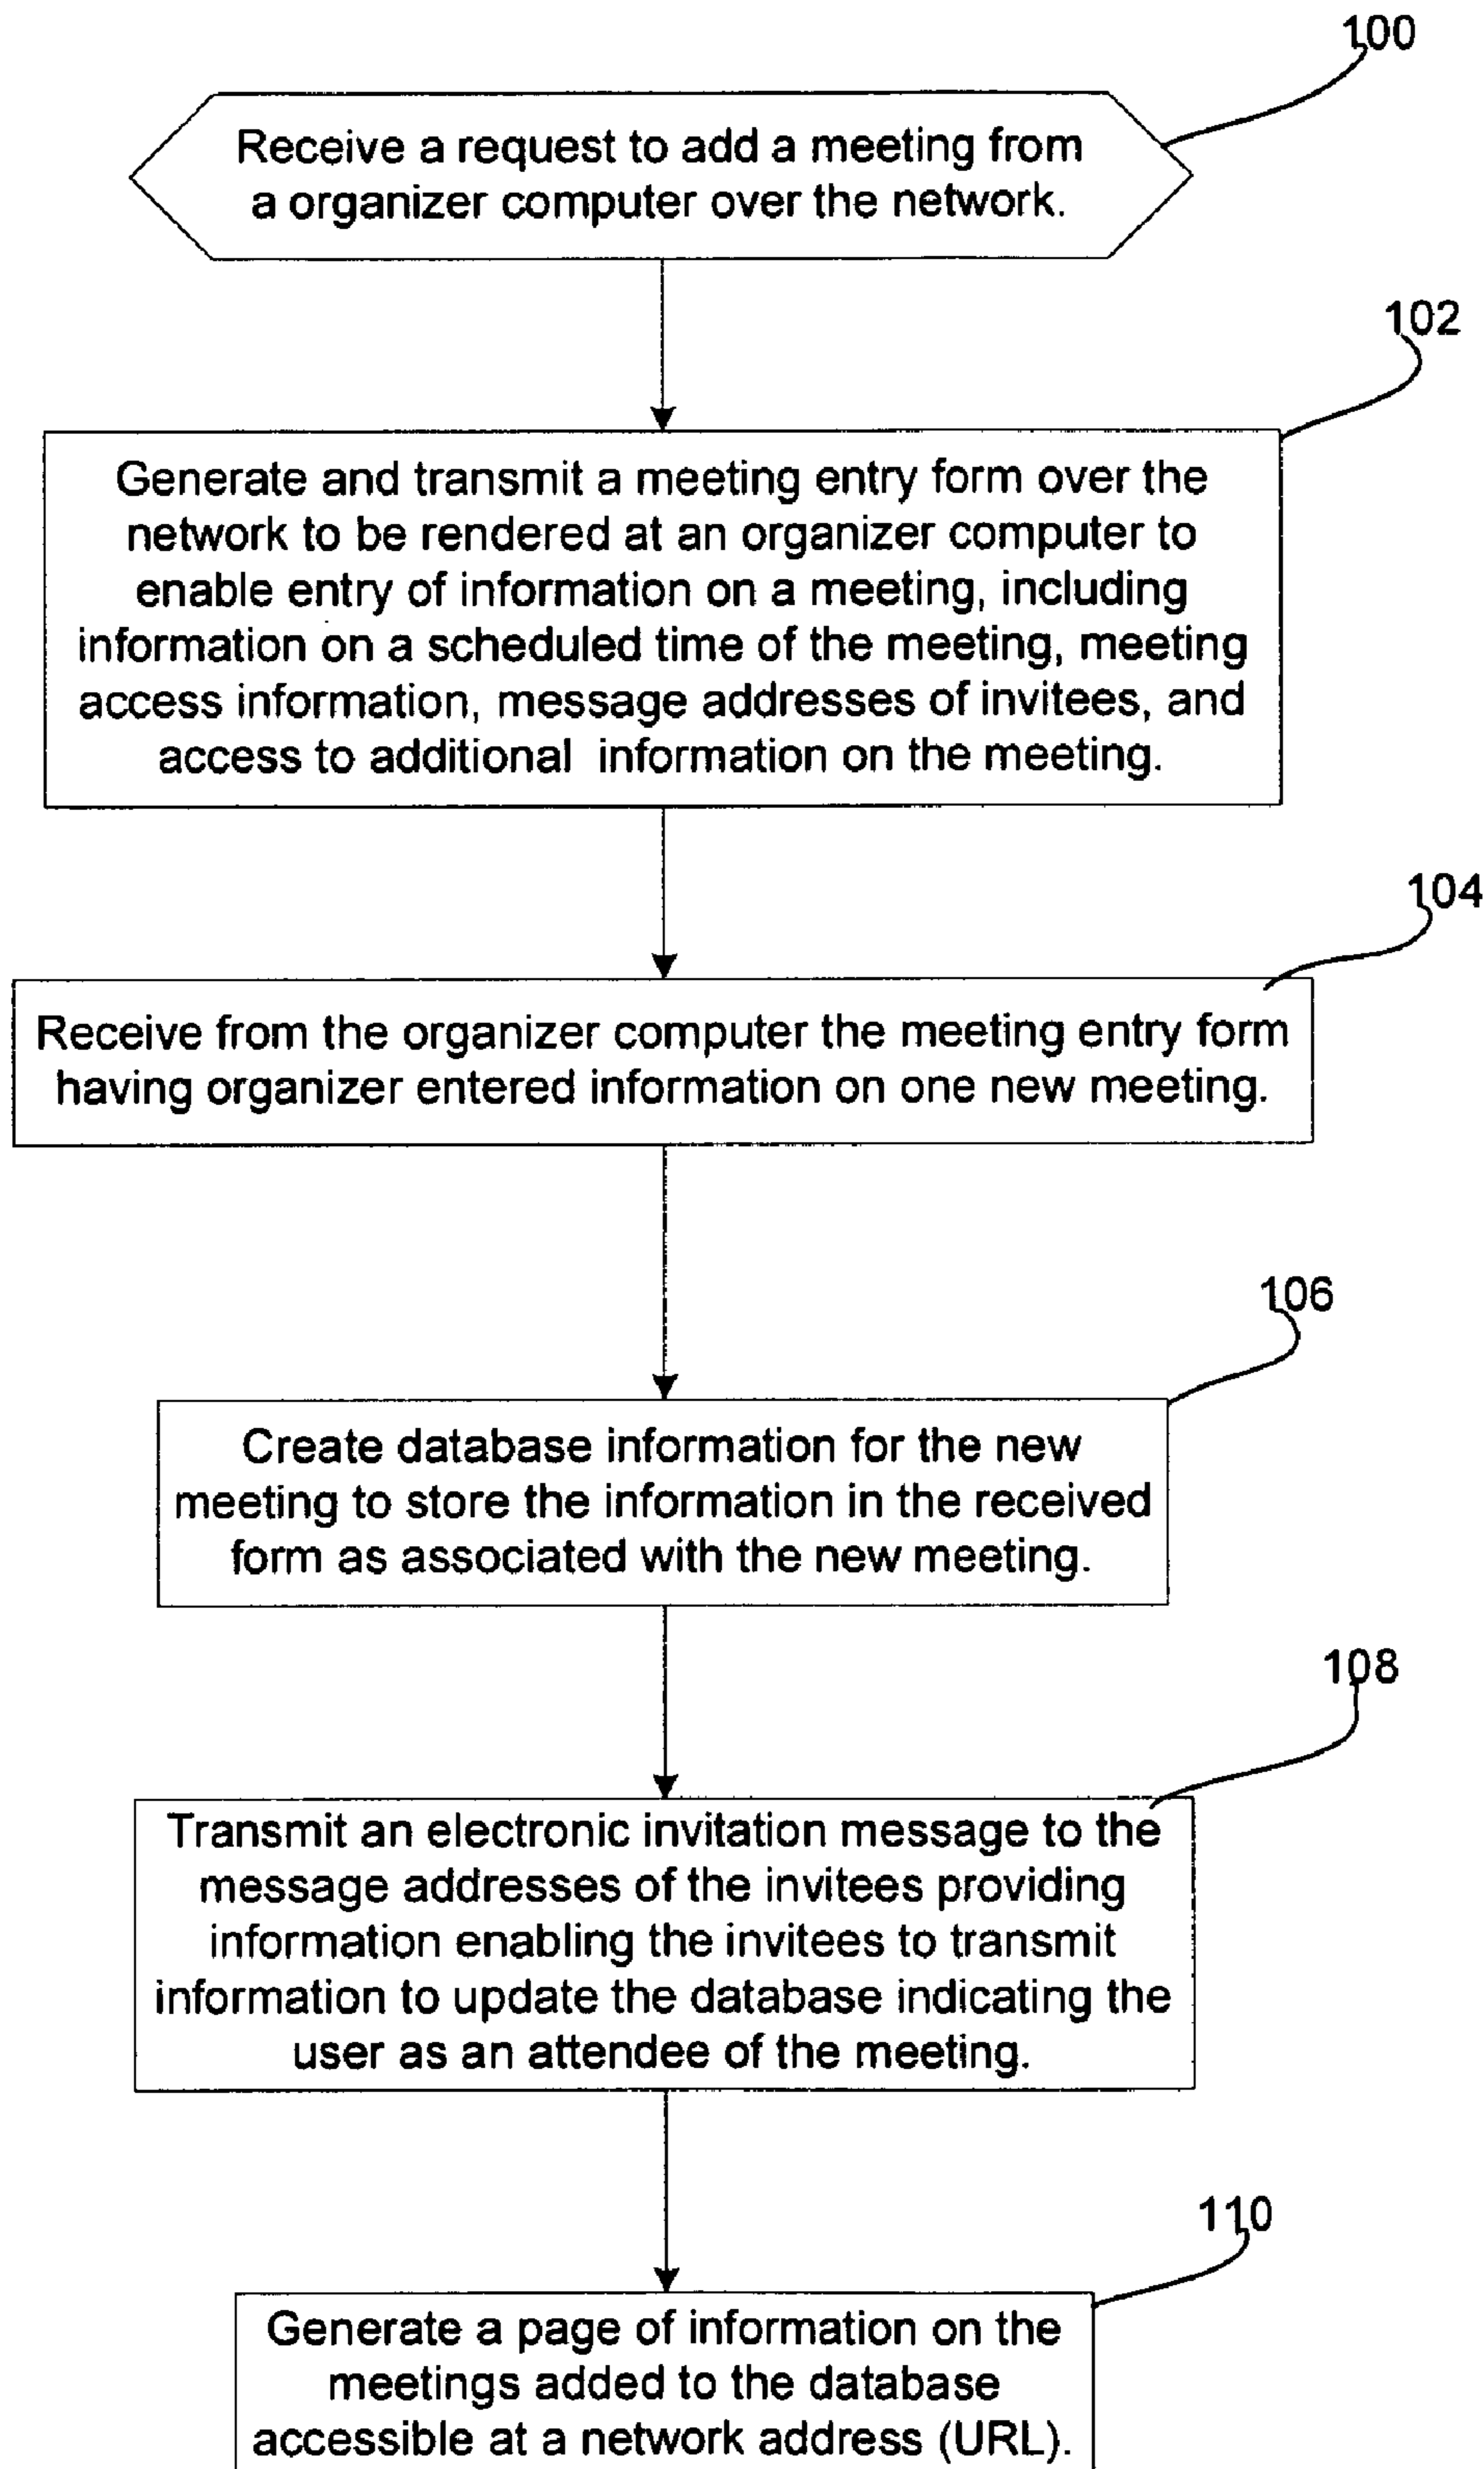 100
Receive a request to add a meeting from
a organizer computer over the network.
102
Generate and transmit a meeting entry form over the
network to be rendered at an organizer computer to
enable entry of information on a meeting, including
information on a scheduled time of the meeting, meeting
access information, message addresses of invitees, and
access to additional information on the meeting.
104
Receive from the organizer computer the meeting entry form
having organizer entered information on one new meeting.
106
Create database information for the new
meeting to store the information in the received
form as associated with the new meeting.
108
Transmit an electronic invitation message to the
message addresses of the invitees providing
information enabling the invitees to transmit
information to update the database indicating the
user as an attendee of the meeting.
110
Generate a page of information on the
meetings added to the database
accessible at a network address (URL).